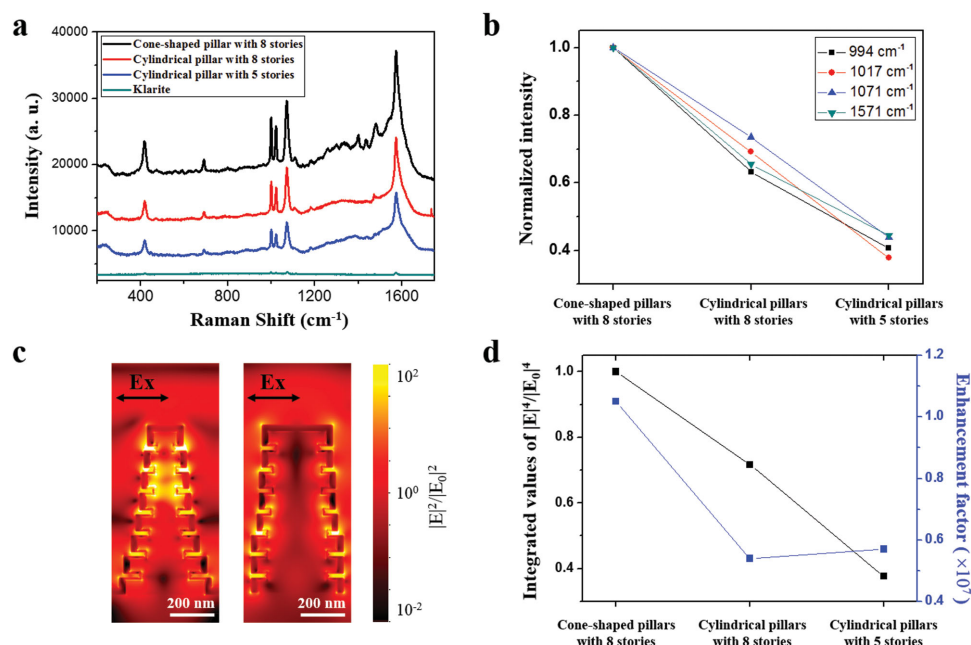 a
40000
30000
20000
10000
Intensity (a. u.)
Cone-shaped pillar with 8 stories
Cylindrical pillar with 8 stories
Cylindrical pillar with 5 stories
Klarite
400
800
1200
1600
Raman Shift (cm⁻¹)
b
1.0
0.8
0.6
0.4
Normalized intensity
994 cm⁻¹
1017 cm⁻¹
1071 cm⁻¹
1571 cm⁻¹
Cone-shaped pillars
with 8 stories
Cylindrical pillars
with 8 stories
Cylindrical pillars
with 5 stories
c
Ex
200 nm
Ex
200 nm
10²
10⁰
10⁻²
|E|²/|E₀|²
d
1.0
0.8
0.6
0.4
Integrated values of |E|⁴/|E₀|⁴
1.2
1.0
0.8
0.6
0.4
Enhancement factor (×10⁷)
Cone-shaped pillars
with 8 stories
Cylindrical pillars
with 8 stories
Cylindrical pillars
with 5 stories